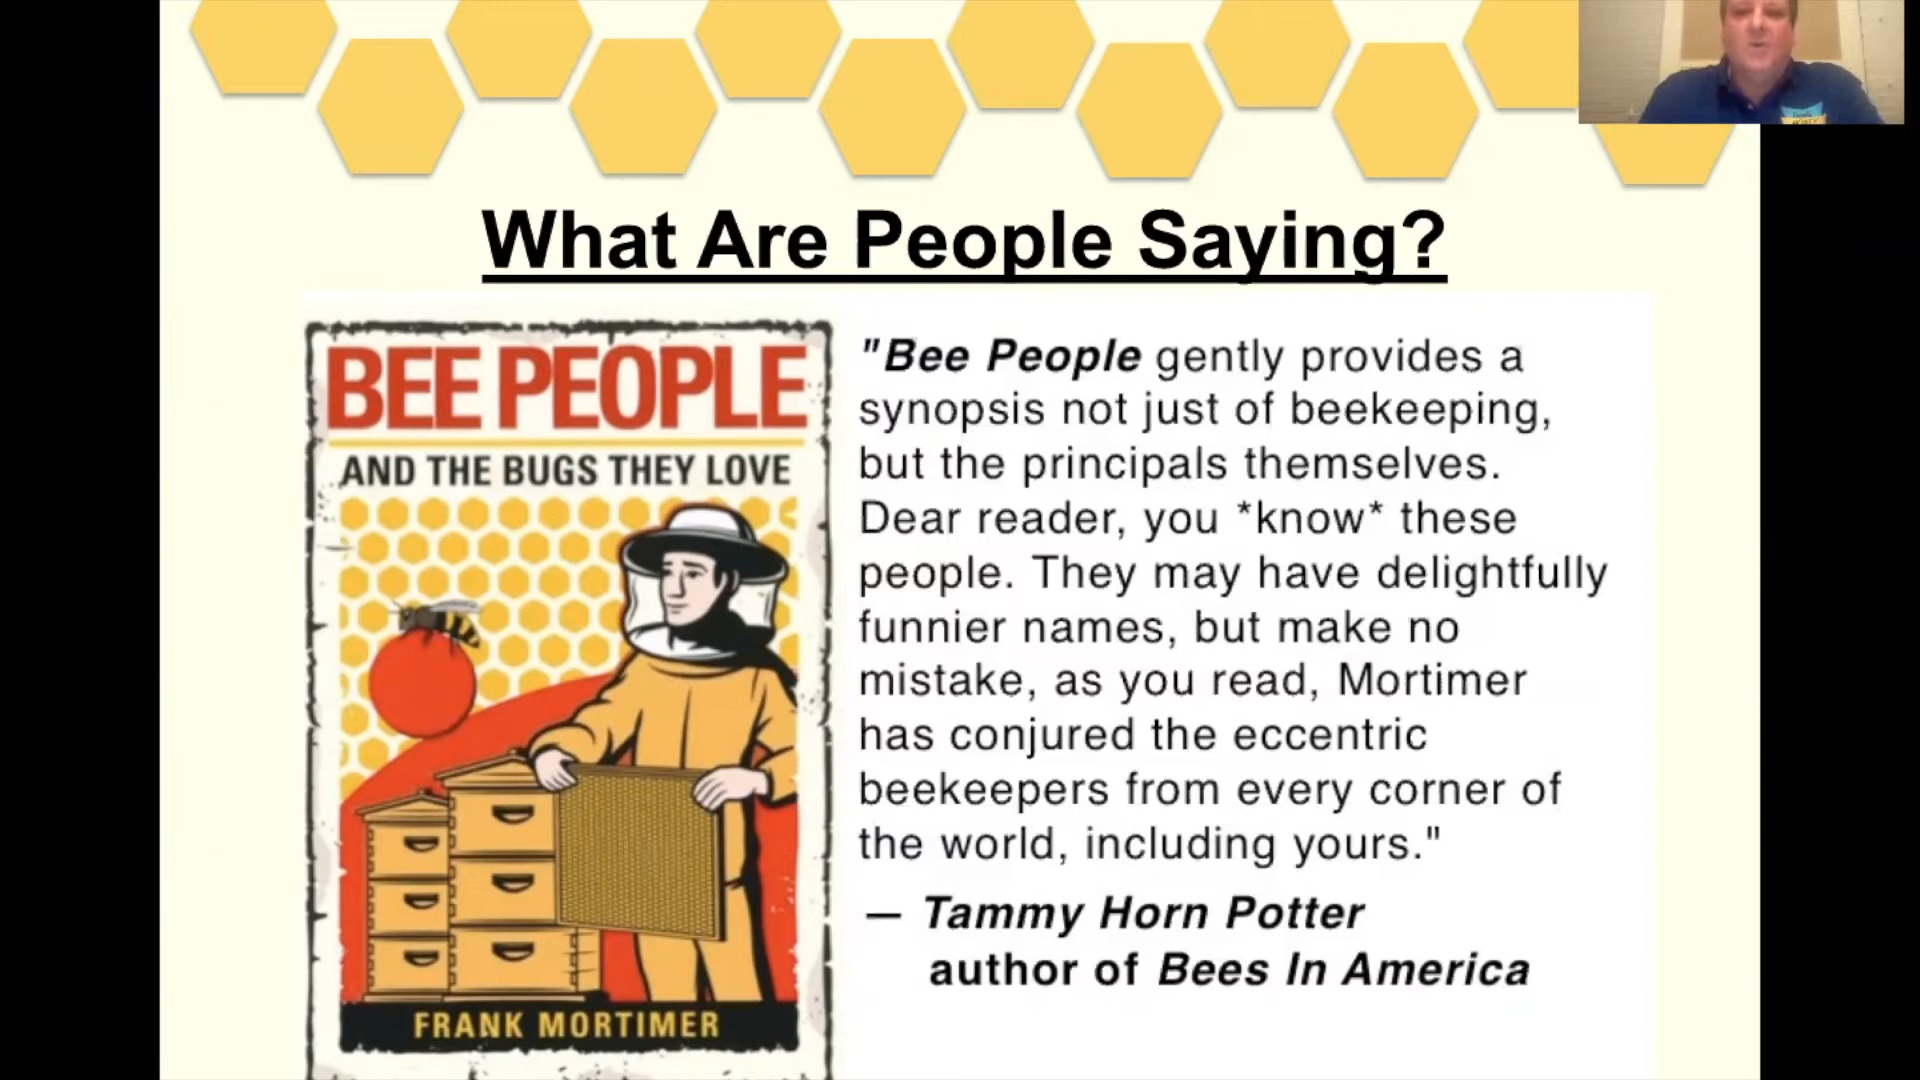 What Are People Saying?
BEE PEOPLE
AND THE BUGS THEY LOVE
FRANK MORTIMER
"Bee People gently provides a
synopsis not just of beekeeping,
but the principals themselves.
Dear reader, you *know* these
people. They may have delightfully
funnier names, but make no
mistake, as you read, Mortimer
has conjured the eccentric
beekeepers from every corner of
the world, including yours."
— Tammy Horn Potter
author of Bees In America